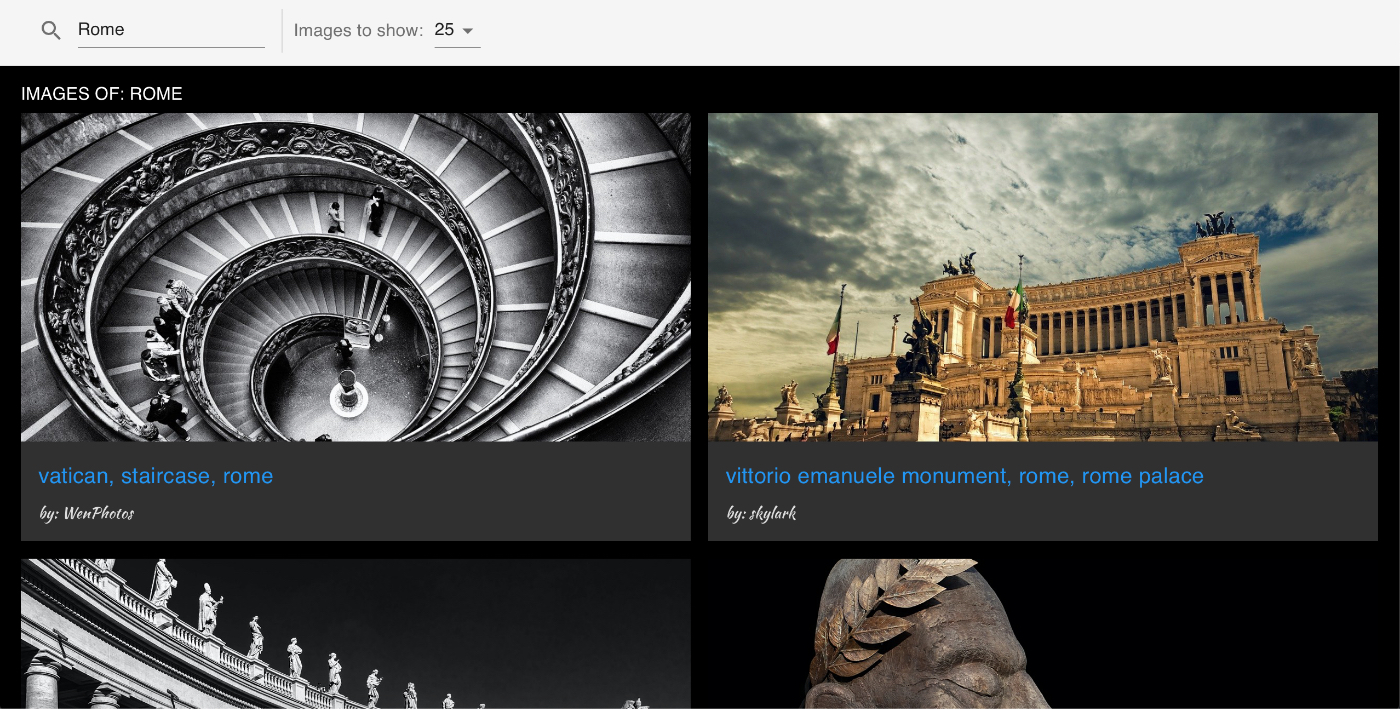 Rome
Images to show: 25
IMAGES OF: ROME
vatican, staircase, rome
by: WenPhotos
vittorio emanuele monument, rome, rome palace
by: skylark